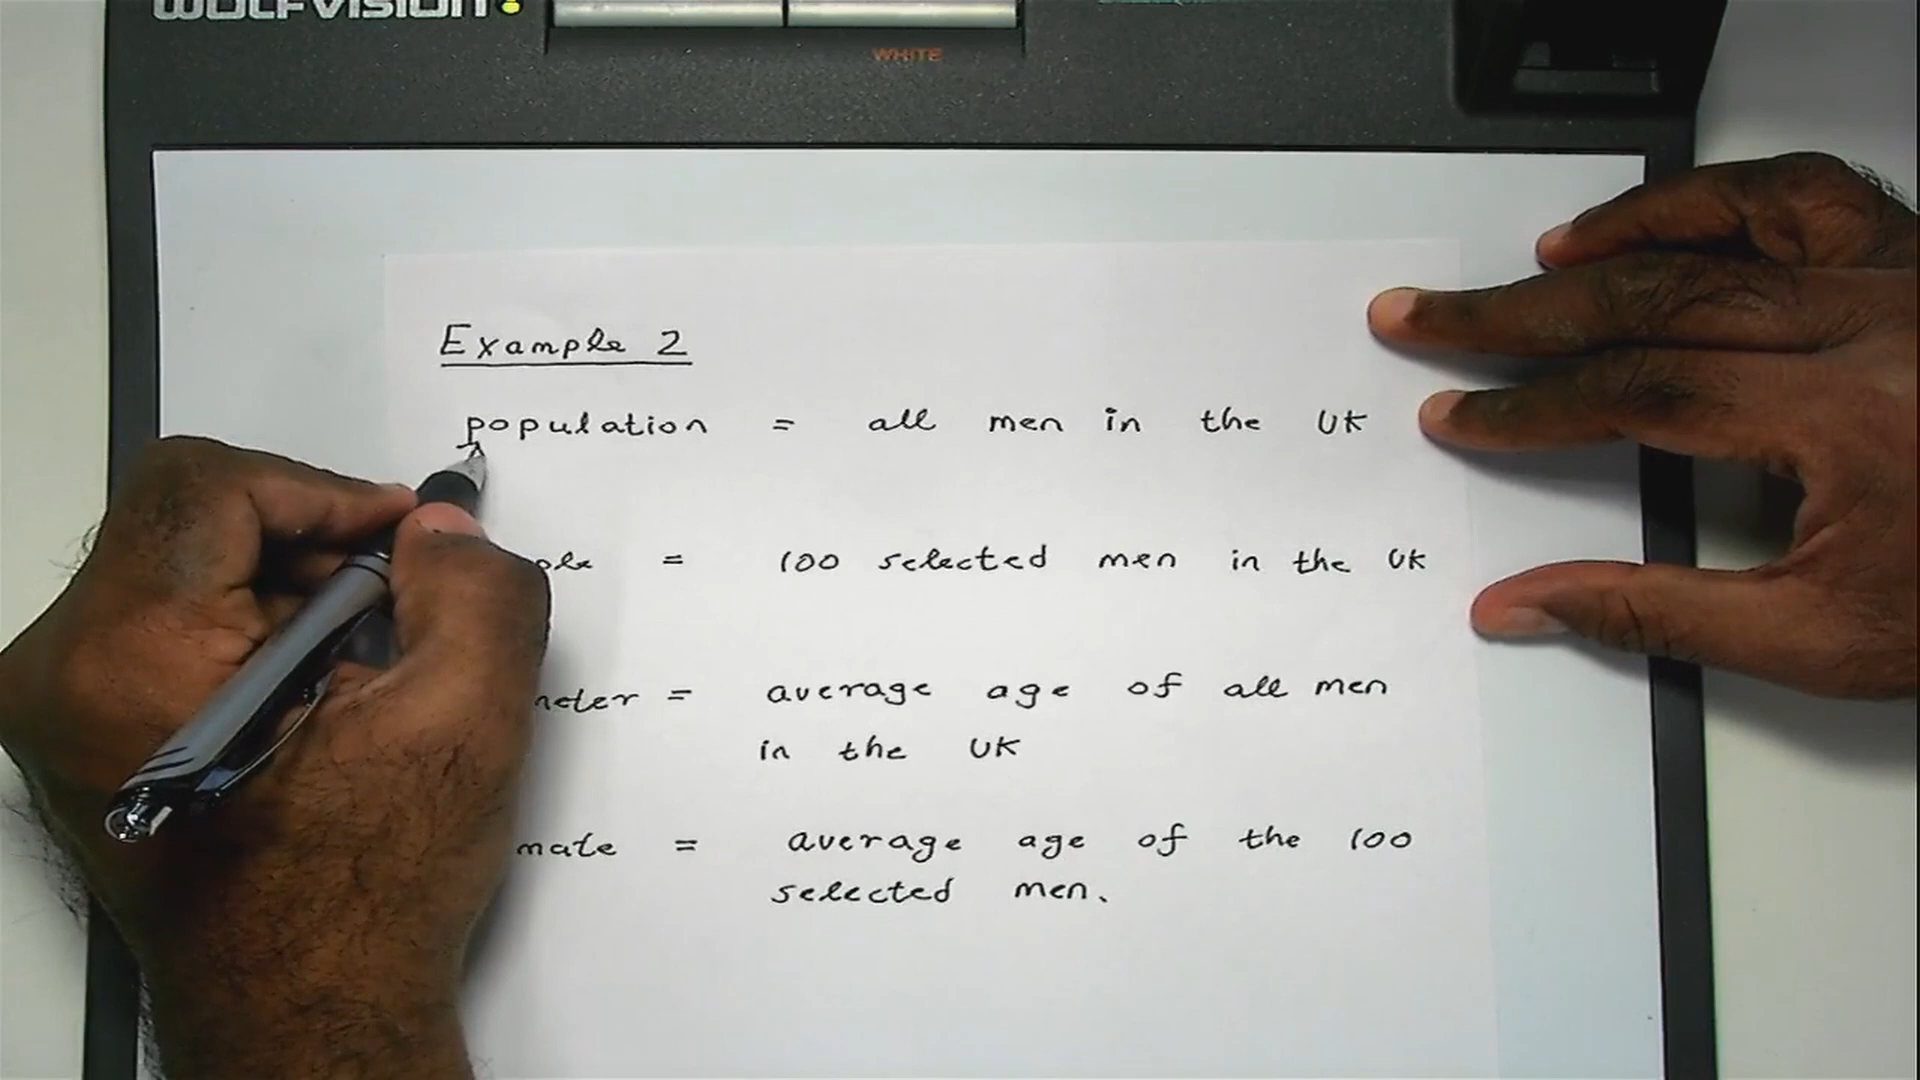 WOLFVISION
WHITE
Example 2
population = all men in the UK
= 100 selected men in the UK
= average age of all men
in the UK
= average age of the 100
selected men.